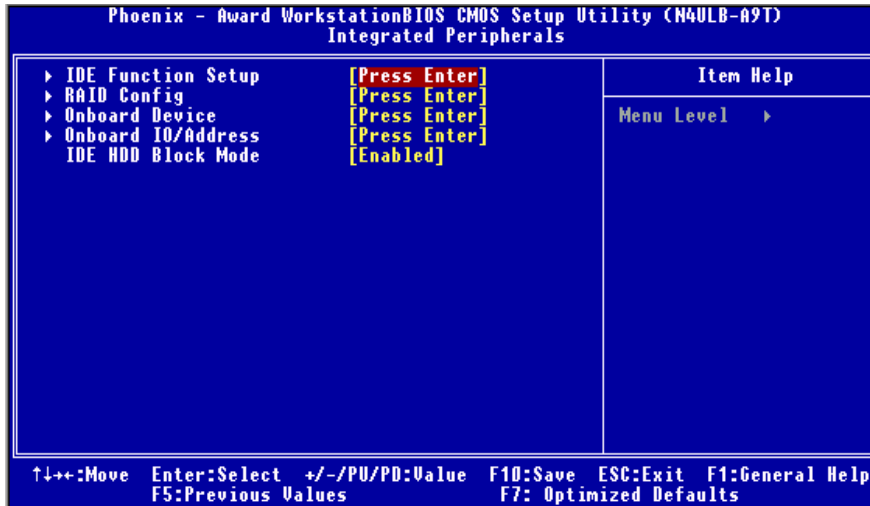 Phoenix - Award WorkstationBIOS CMOS Setup Utility (N4ULB-A9T)
Integrated Peripherals
▸ IDE Function Setup [Press Enter]
▸ RAID Config [Press Enter]
▸ Onboard Device [Press Enter]
▸ Onboard IO/Address [Press Enter]
IDE HDD Block Mode [Enabled]
Item Help
Menu Level ▸
↑↓→←:Move Enter:Select +/-/PU/PD:Value F10:Save ESC:Exit F1:General Help
F5:Previous Values F7: Optimized Defaults